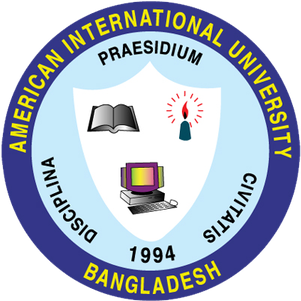 AMERICAN INTERNATIONAL UNIVERSITY
PRAESIDIUM
DISCIPLINA
CIVITATIS
1994
BANGLADESH